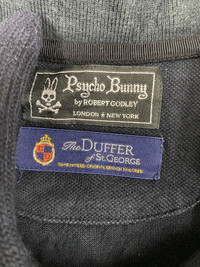 Psycho Bunny
by ROBERT GODLEY
LONDON & NEW YORK
The DUFFER
of ST. GEORGE